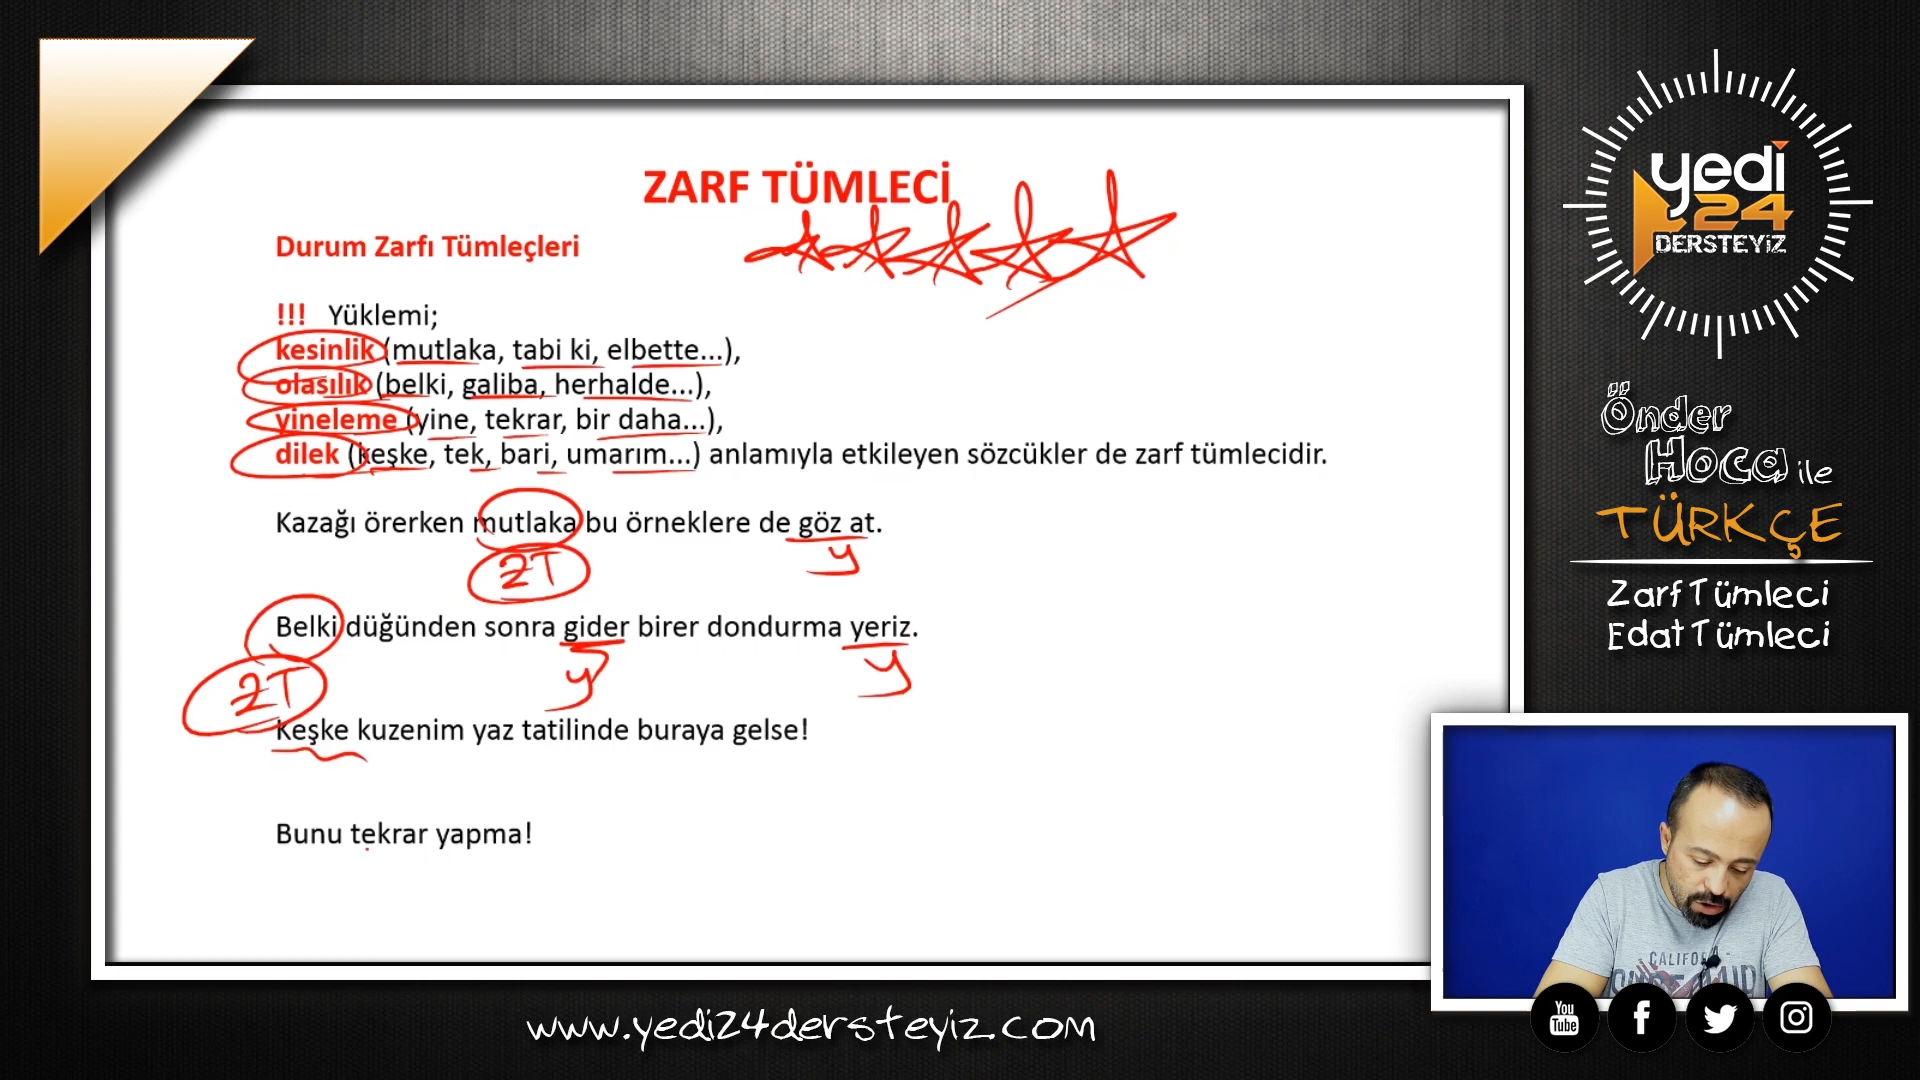 ZARF TÜMLECİ
Durum Zarfı Tümleçleri
!!! Yüklemi;
kesinlik (mutlaka, tabi ki, elbette...),
olasılık (belki, galiba, herhalde...),
yineleme (yine, tekrar, bir daha...),
dilek (keşke, tek, bari, umarım...) anlamıyla etkileyen sözcükler de zarf tümlecidir.
Kazağı örerken mutlaka bu örneklere de göz at.
ZT
y
Belki düğünden sonra gider birer dondurma yeriz.
ZT
y
y
Keşke kuzenim yaz tatilinde buraya gelse!
Bunu tekrar yapma!
yedi
24
DERSTEYİZ
Önder
Hoca ile
TÜRKÇE
Zarf Tümleci
Edat Tümleci
CALIFO
You
Tube
www.yedi24dersteyiz.com